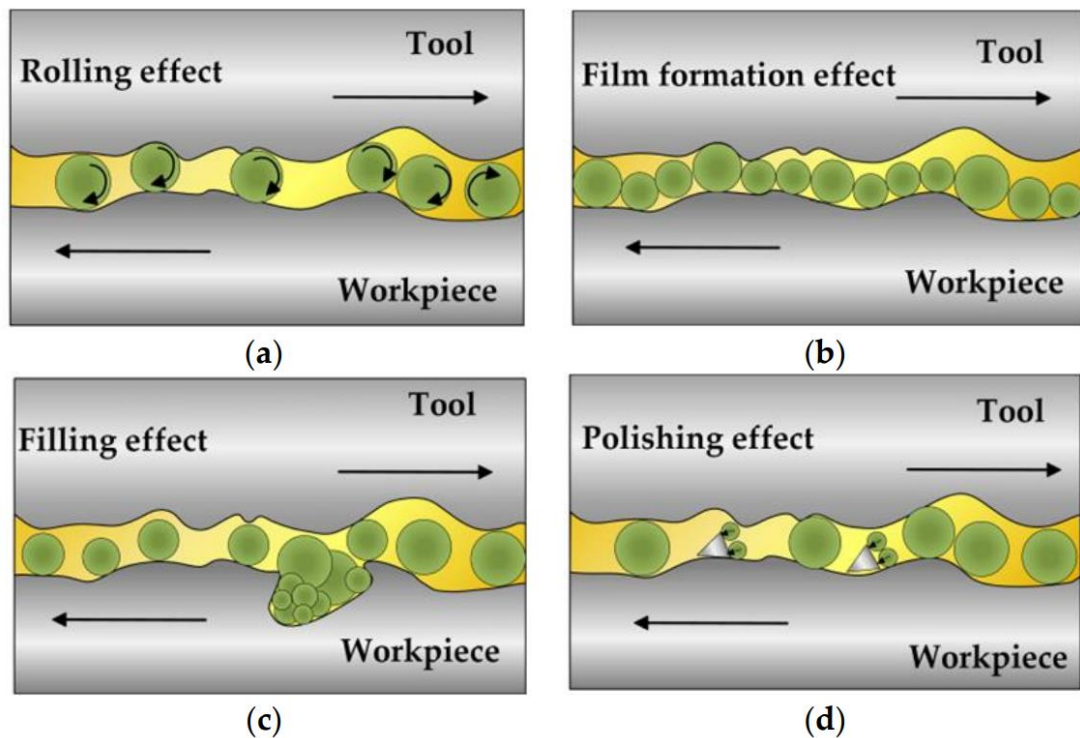 Tool
Rolling effect
Workpiece
(a)
Tool
Film formation effect
Workpiece
(b)
Tool
Filling effect
Workpiece
(c)
Tool
Polishing effect
Workpiece
(d)